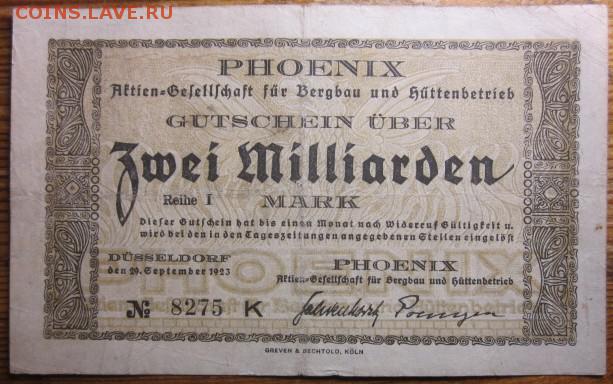 COINS.LAVE.RU
PHOENIX
Aktien-Gesellschaft für Bergbau und Hüttenbetrieb
GUTSCHEIN ÜBER
Zwei Milliarden
Reihe I MARK
Dieser Gutschein hat bis einen Monat nach Widerruf Gültigkeit u.
wird bei den in den Tageszeitungen angegebenen Stellen eingelöst
DÜSSELDORF PHOENIX
den 29. September 1923 Aktien-Gesellschaft für Bergbau und Hüttenbetrieb
PHOENIX
№ 8275 K
GREVEN & BECHTOLD, KÖLN